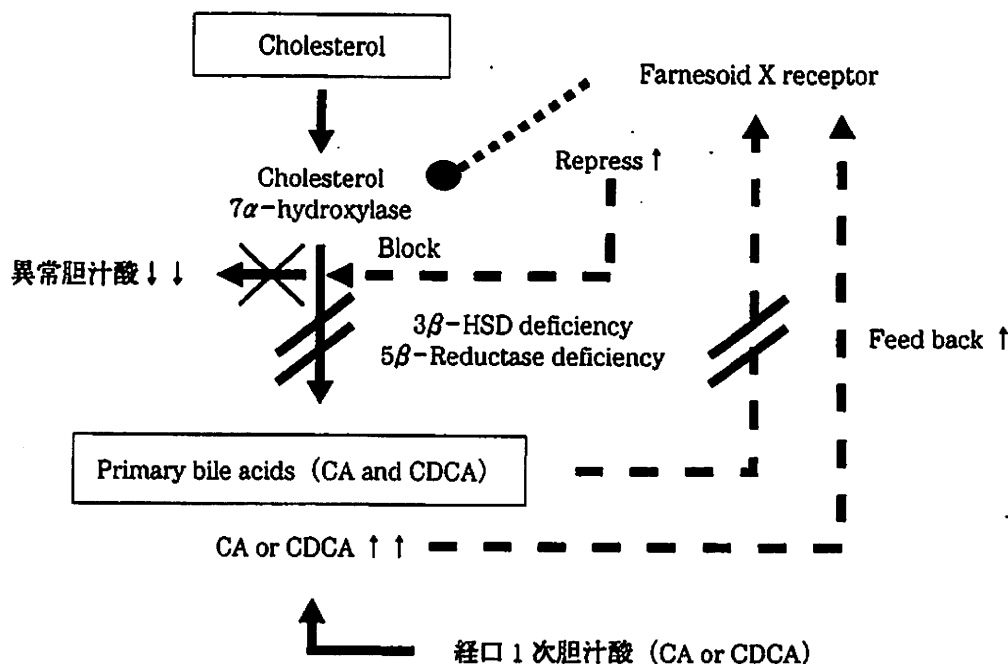 Cholesterol
Farnesoid X receptor
Repress ↑
Cholesterol
7α-hydroxylase
Block
異常胆汁酸↓↓
3β-HSD deficiency
5β-Reductase deficiency
Feed back ↑
Primary bile acids (CA and CDCA)
CA or CDCA ↑ ↑
経口1次胆汁酸 (CA or CDCA)